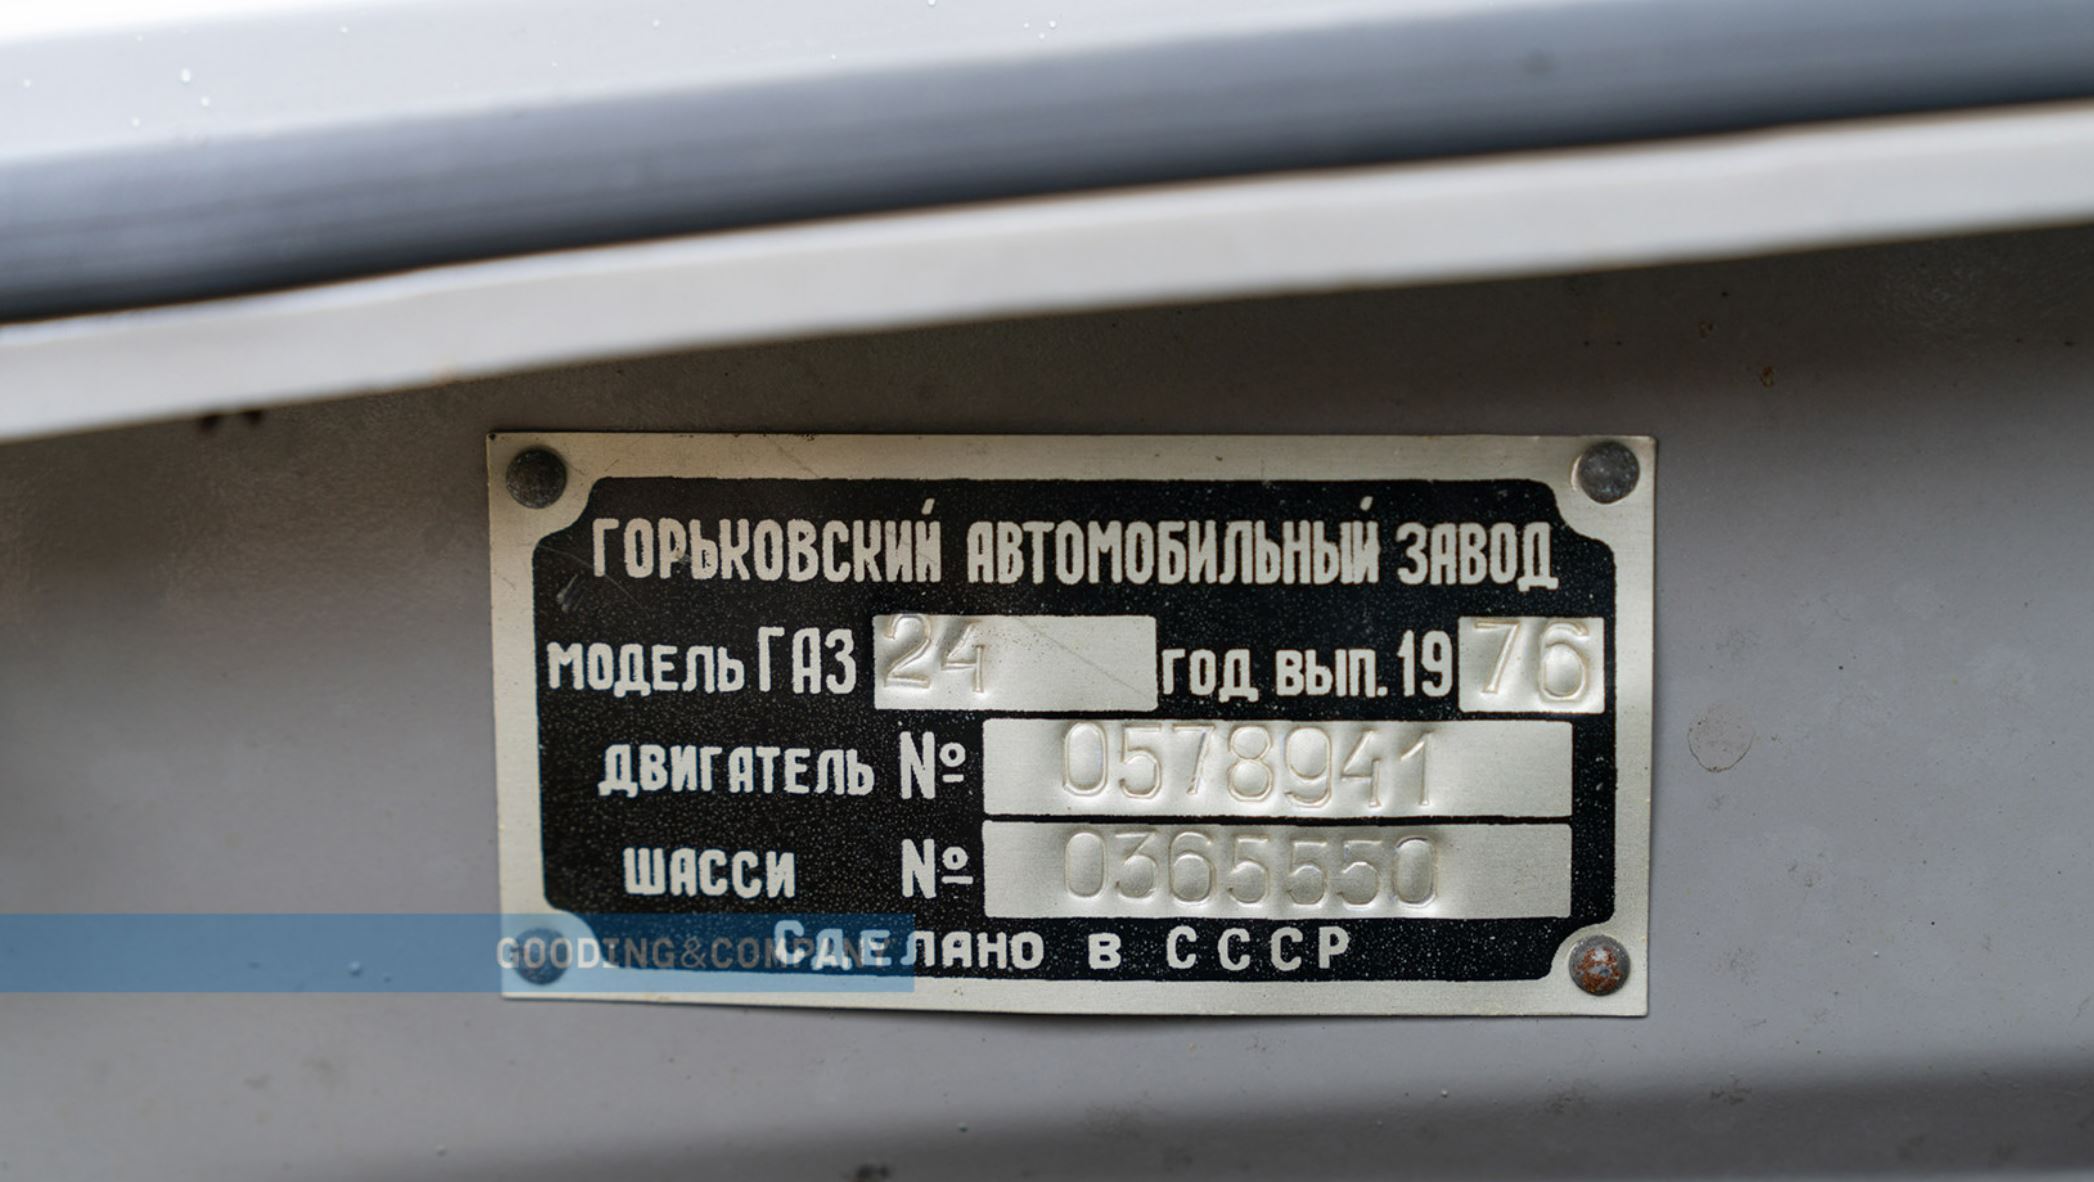 ГОРЬКОВСКИЙ АВТОМОБИЛЬНЫЙ ЗАВОД
МОДЕЛЬ ГАЗ 24 ГОД ВЫП. 1976
ДВИГАТЕЛЬ № 0578941
ШАССИ № 0365550
СДЕЛАНО В СССР
GOODING&COMPANY